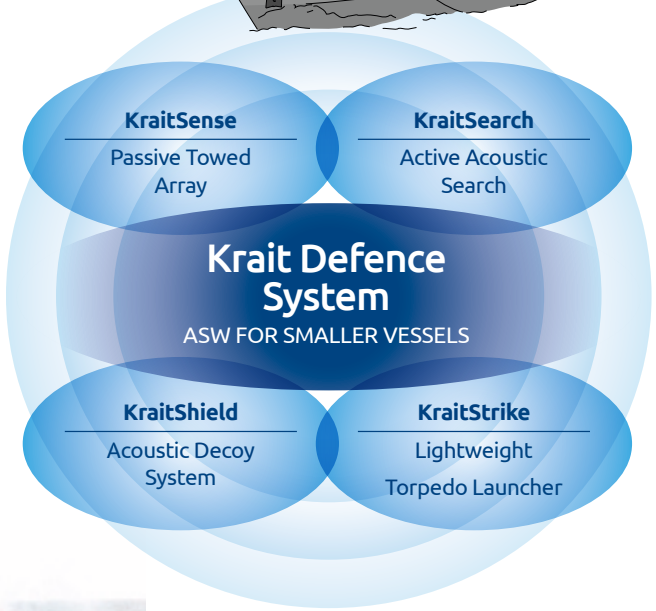 KraitSense
Passive Towed
Array
KraitSearch
Active Acoustic
Search
Krait Defence
System
ASW FOR SMALLER VESSELS
KraitShield
Acoustic Decoy
System
KraitStrike
Lightweight
Torpedo Launcher